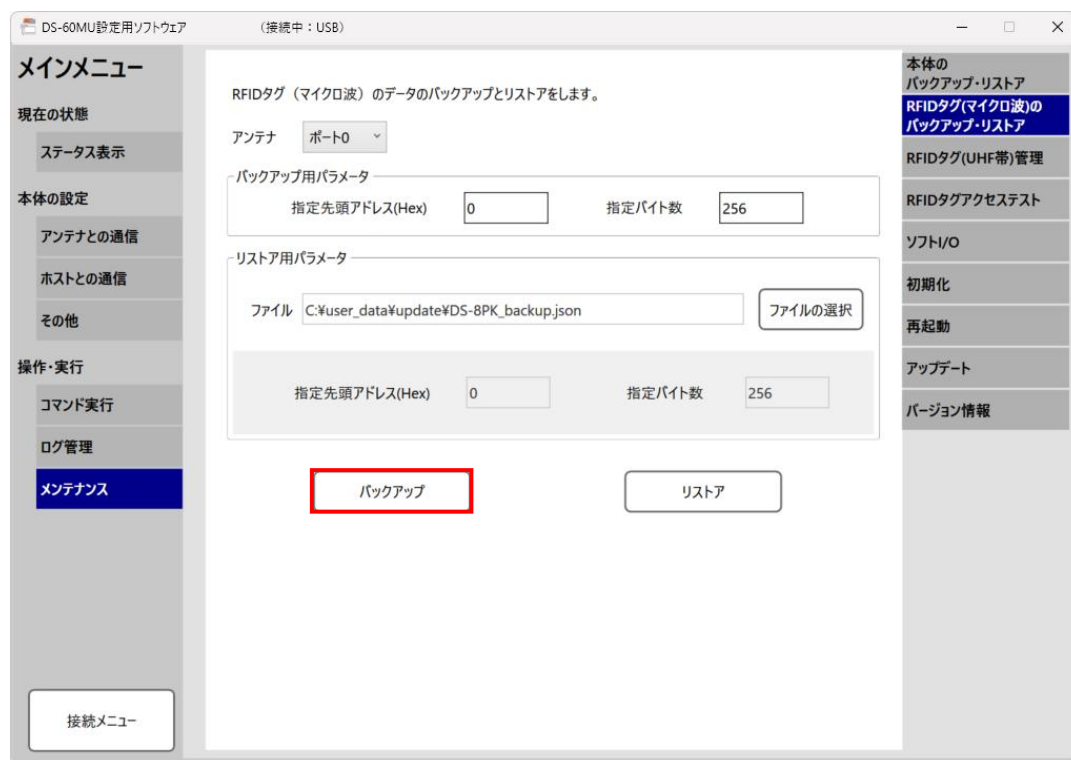 DS-60MU設定用ソフトウェア （接続中：USB）
メインメニュー
現在の状態
ステータス表示
本体の設定
アンテナとの通信
ホストとの通信
その他
操作・実行
コマンド実行
ログ管理
メンテナンス
接続メニュー
RFIDタグ（マイクロ波）のデータのバックアップとリストアをします。
アンテナ ポート0
バックアップ用パラメータ
指定先頭アドレス(Hex) 0 指定バイト数 256
リストア用パラメータ
ファイル C:¥user_data¥update¥DS-8PK_backup.json ファイルの選択
指定先頭アドレス(Hex) 0 指定バイト数 256
バックアップ リストア
本体の
バックアップ・リストア
RFIDタグ(マイクロ波)の
バックアップ・リストア
RFIDタグ(UHF帯)管理
RFIDタグアクセステスト
ソフトI/O
初期化
再起動
アップデート
バージョン情報